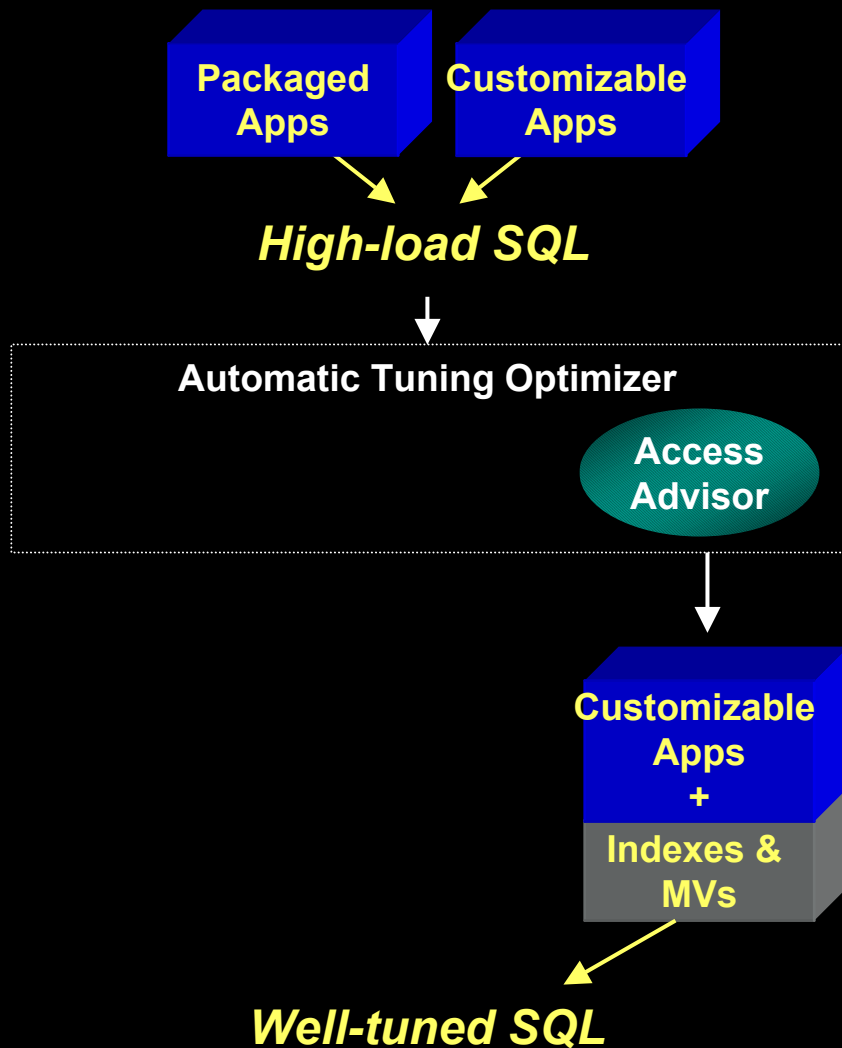 Packaged
Apps
Customizable
Apps
High-load SQL
Automatic Tuning Optimizer
Access
Advisor
Customizable
Apps
+
Indexes &
MVs
Well-tuned SQL